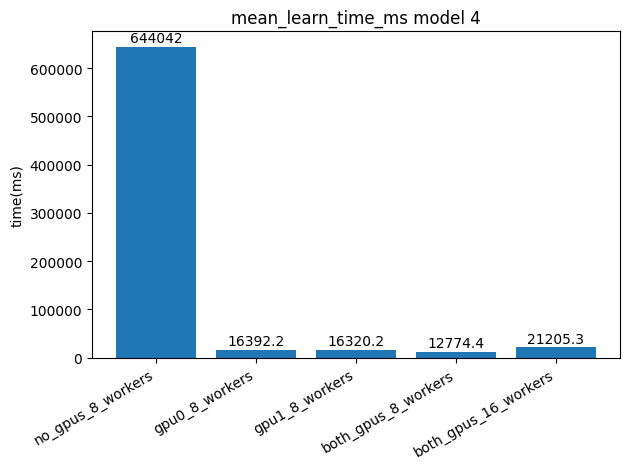 mean_learn_time_ms model 4
644042
600000
500000
400000
time(ms)
300000
200000
100000
16392.2
16320.2
12774.4
21205.3
0
no_gpus_8_workers
gpu0_8_workers
gpu1_8_workers
both_gpus_8_workers
both_gpus_16_workers